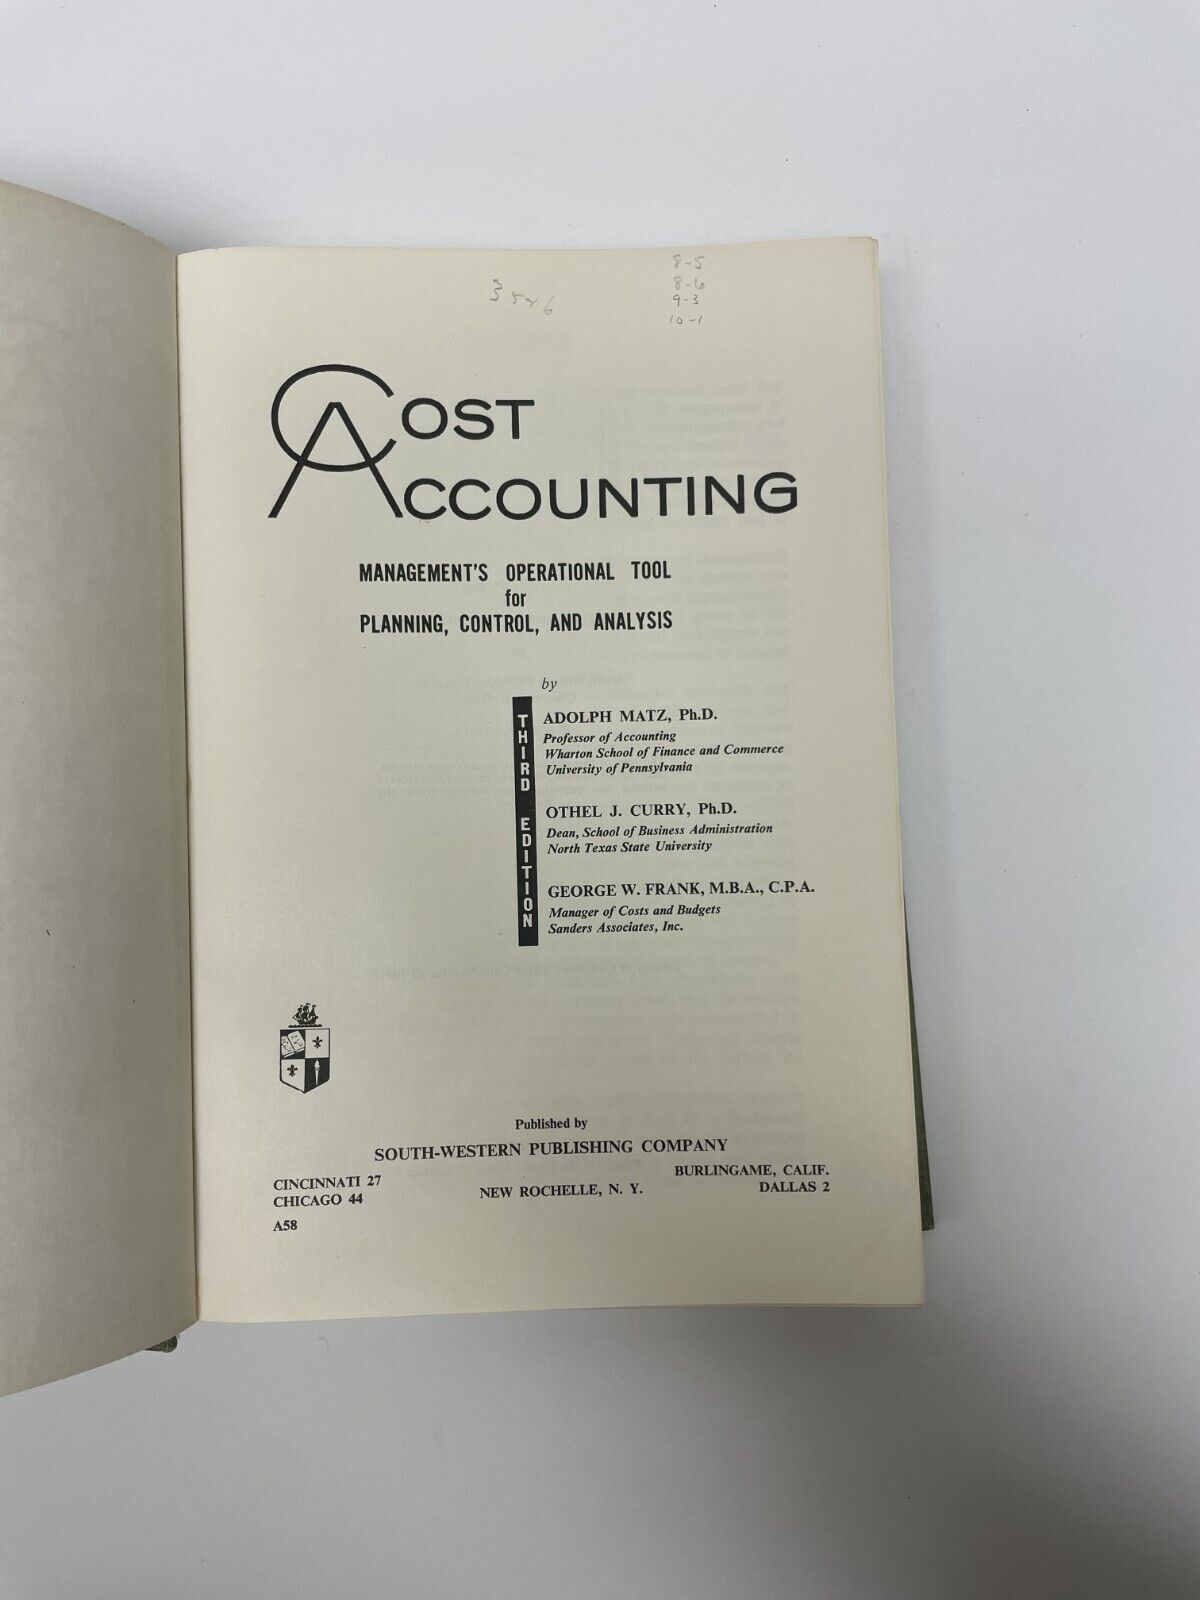 8-5
8-6
9-3
10-1
COST
ACCOUNTING
MANAGEMENT'S OPERATIONAL TOOL
for
PLANNING, CONTROL, AND ANALYSIS
by
THIRD EDITION
ADOLPH MATZ, Ph.D.
Professor of Accounting
Wharton School of Finance and Commerce
University of Pennsylvania
OTHEL J. CURRY, Ph.D.
Dean, School of Business Administration
North Texas State University
GEORGE W. FRANK, M.B.A., C.P.A.
Manager of Costs and Budgets
Sanders Associates, Inc.
Published by
SOUTH-WESTERN PUBLISHING COMPANY
CINCINNATI 27
CHICAGO 44
NEW ROCHELLE, N. Y.
BURLINGAME, CALIF.
DALLAS 2
A58